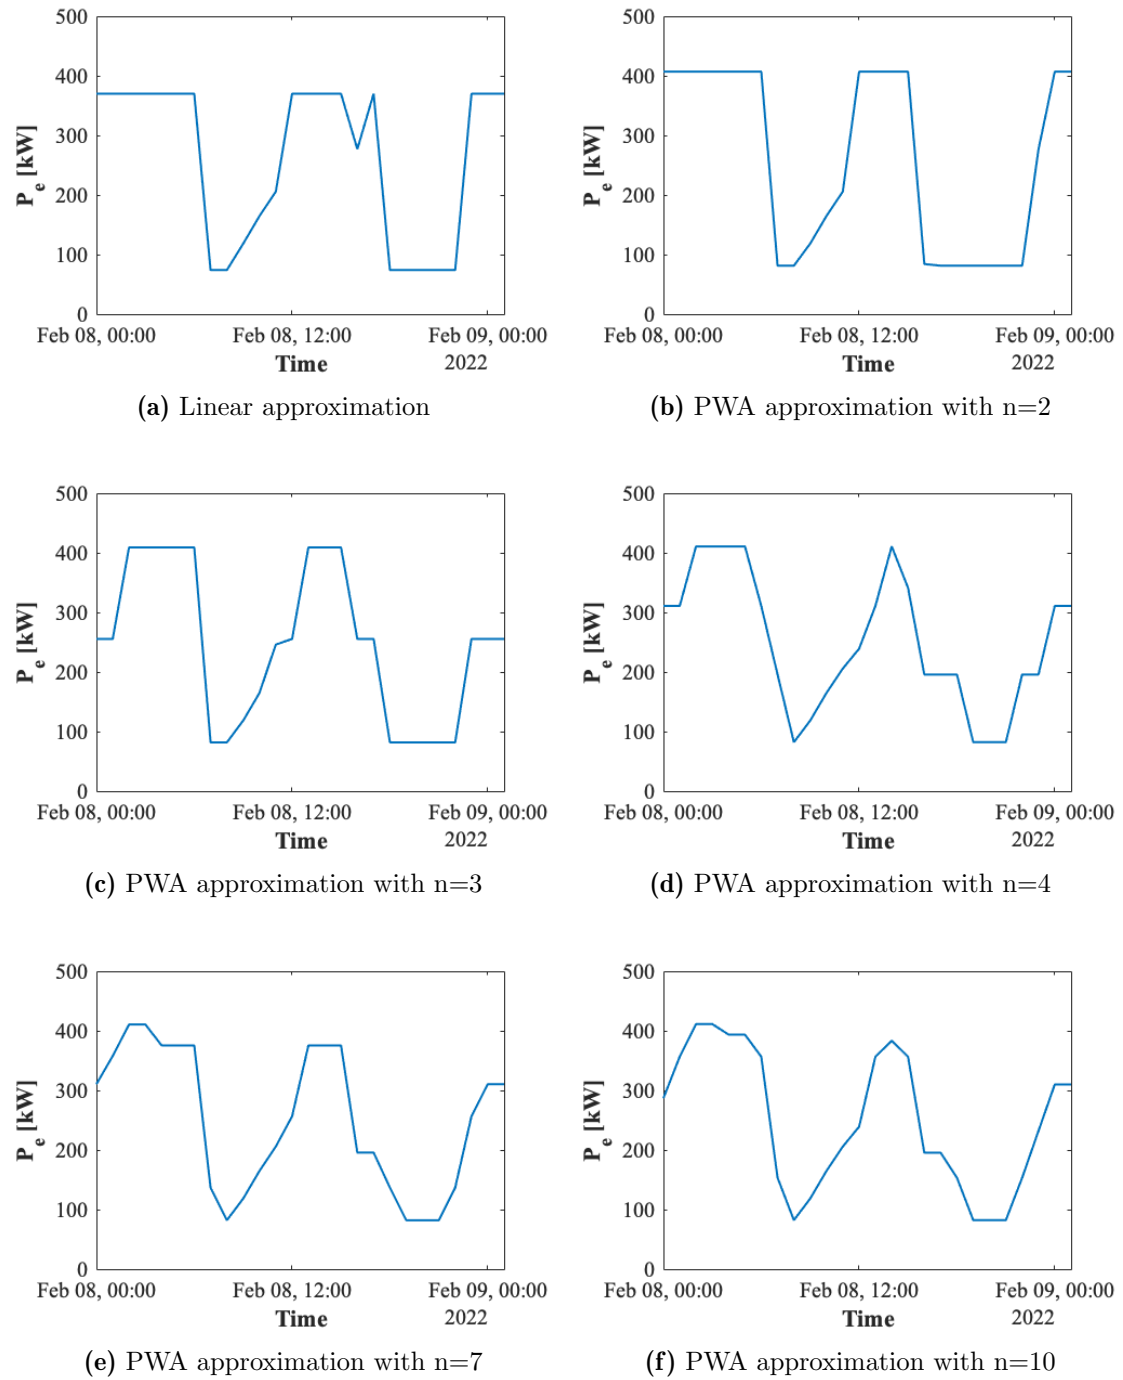 500
400
300
200
100
0
P_e [kW]
Feb 08, 00:00 Feb 08, 12:00 Feb 09, 00:00
Time 2022
(a) Linear approximation
500
400
300
200
100
0
P_e [kW]
Feb 08, 00:00 Feb 08, 12:00 Feb 09, 00:00
Time 2022
(b) PWA approximation with n=2
500
400
300
200
100
0
P_e [kW]
Feb 08, 00:00 Feb 08, 12:00 Feb 09, 00:00
Time 2022
(c) PWA approximation with n=3
500
400
300
200
100
0
P_e [kW]
Feb 08, 00:00 Feb 08, 12:00 Feb 09, 00:00
Time 2022
(d) PWA approximation with n=4
500
400
300
200
100
0
P_e [kW]
Feb 08, 00:00 Feb 08, 12:00 Feb 09, 00:00
Time 2022
(e) PWA approximation with n=7
500
400
300
200
100
0
P_e [kW]
Feb 08, 00:00 Feb 08, 12:00 Feb 09, 00:00
Time 2022
(f) PWA approximation with n=10